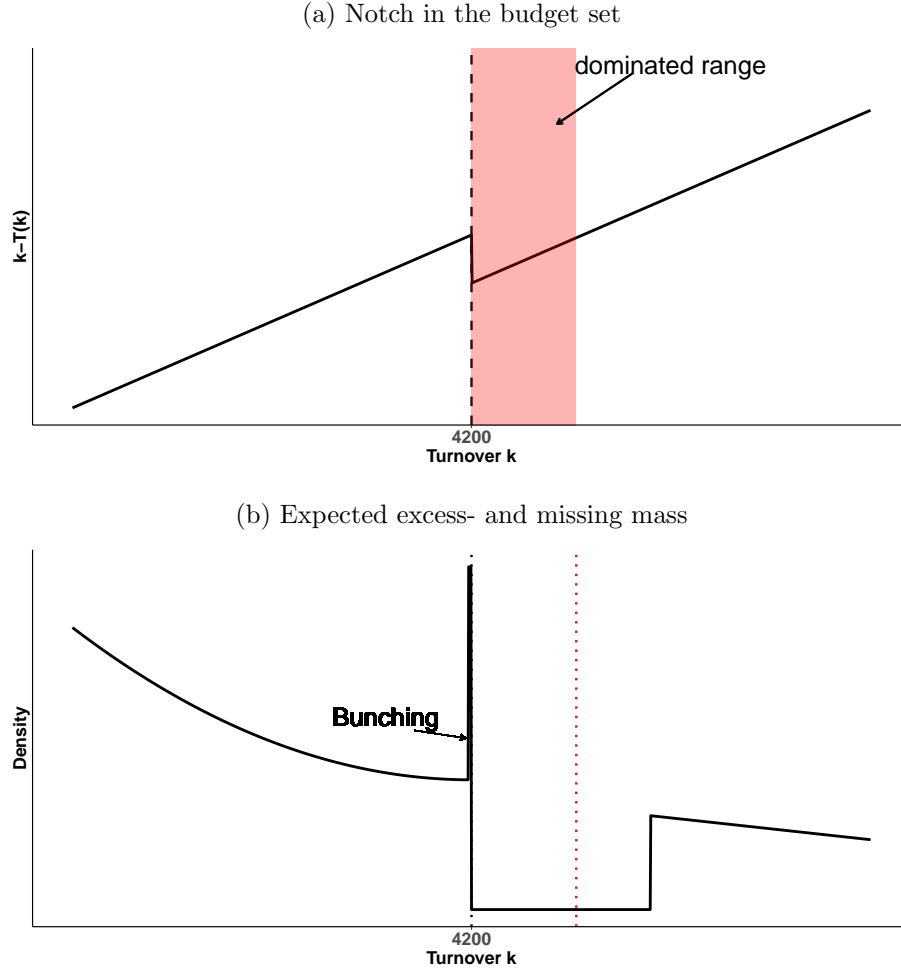 (a) Notch in the budget set
dominated range
k−T(k)
4200
Turnover k
(b) Expected excess- and missing mass
Bunching
Density
4200
Turnover k